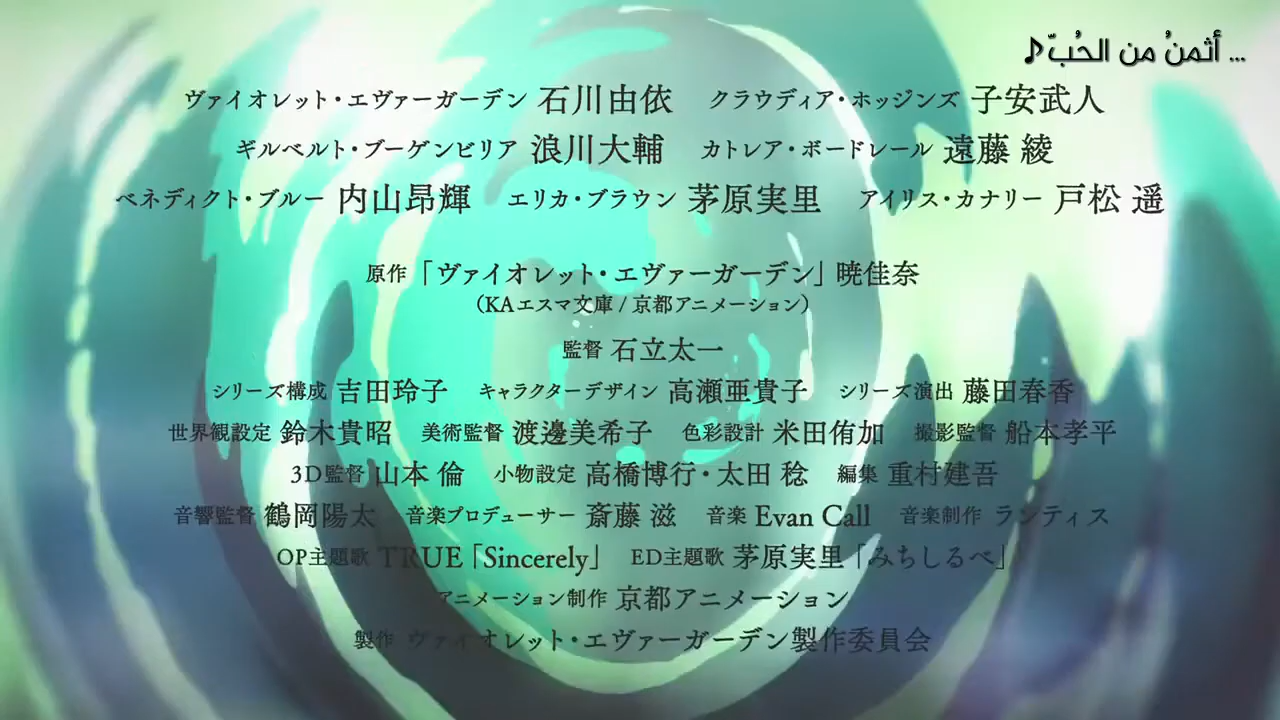 ... أثمنُ من الحُبّ♪
ヴァイオレット・エヴァーガーデン 石川由依 クラウディア・ホッジンズ 子安武人
ギルベルト・ブーゲンビリア 浪川大輔 カトレア・ボードレール 遠藤 綾
ベネディクト・ブルー 内山昂輝 エリカ・ブラウン 茅原実里 アイリス・カナリー 戸松 遥
原作「ヴァイオレット・エヴァーガーデン」暁佳奈
(KAエスマ文庫 / 京都アニメーション)
監督 石立太一
シリーズ構成 吉田玲子 キャラクターデザイン 高瀬亜貴子 シリーズ演出 藤田春香
世界観設定 鈴木貴昭 美術監督 渡邊美希子 色彩設計 米田侑加 撮影監督 船本孝平
3D監督 山本 倫 小物設定 高橋博行・太田 稔 編集 重村建吾
音響監督 鶴岡陽太 音楽プロデューサー 斎藤 滋 音楽 Evan Call 音楽制作 ランティス
OP主題歌 TRUE「Sincerely」 ED主題歌 茅原実里「みちしるべ」
アニメーション制作 京都アニメーション
製作 ヴァイオレット・エヴァーガーデン製作委員会